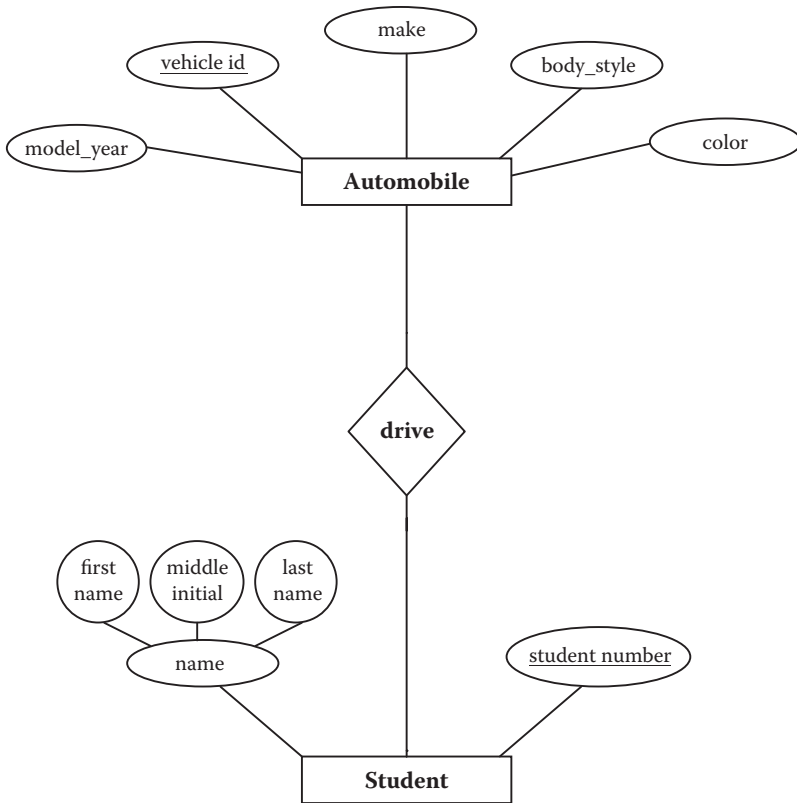 make
vehicle id
body_style
model_year
color
Automobile
drive
first
name
middle
initial
last
name
name
student number
Student